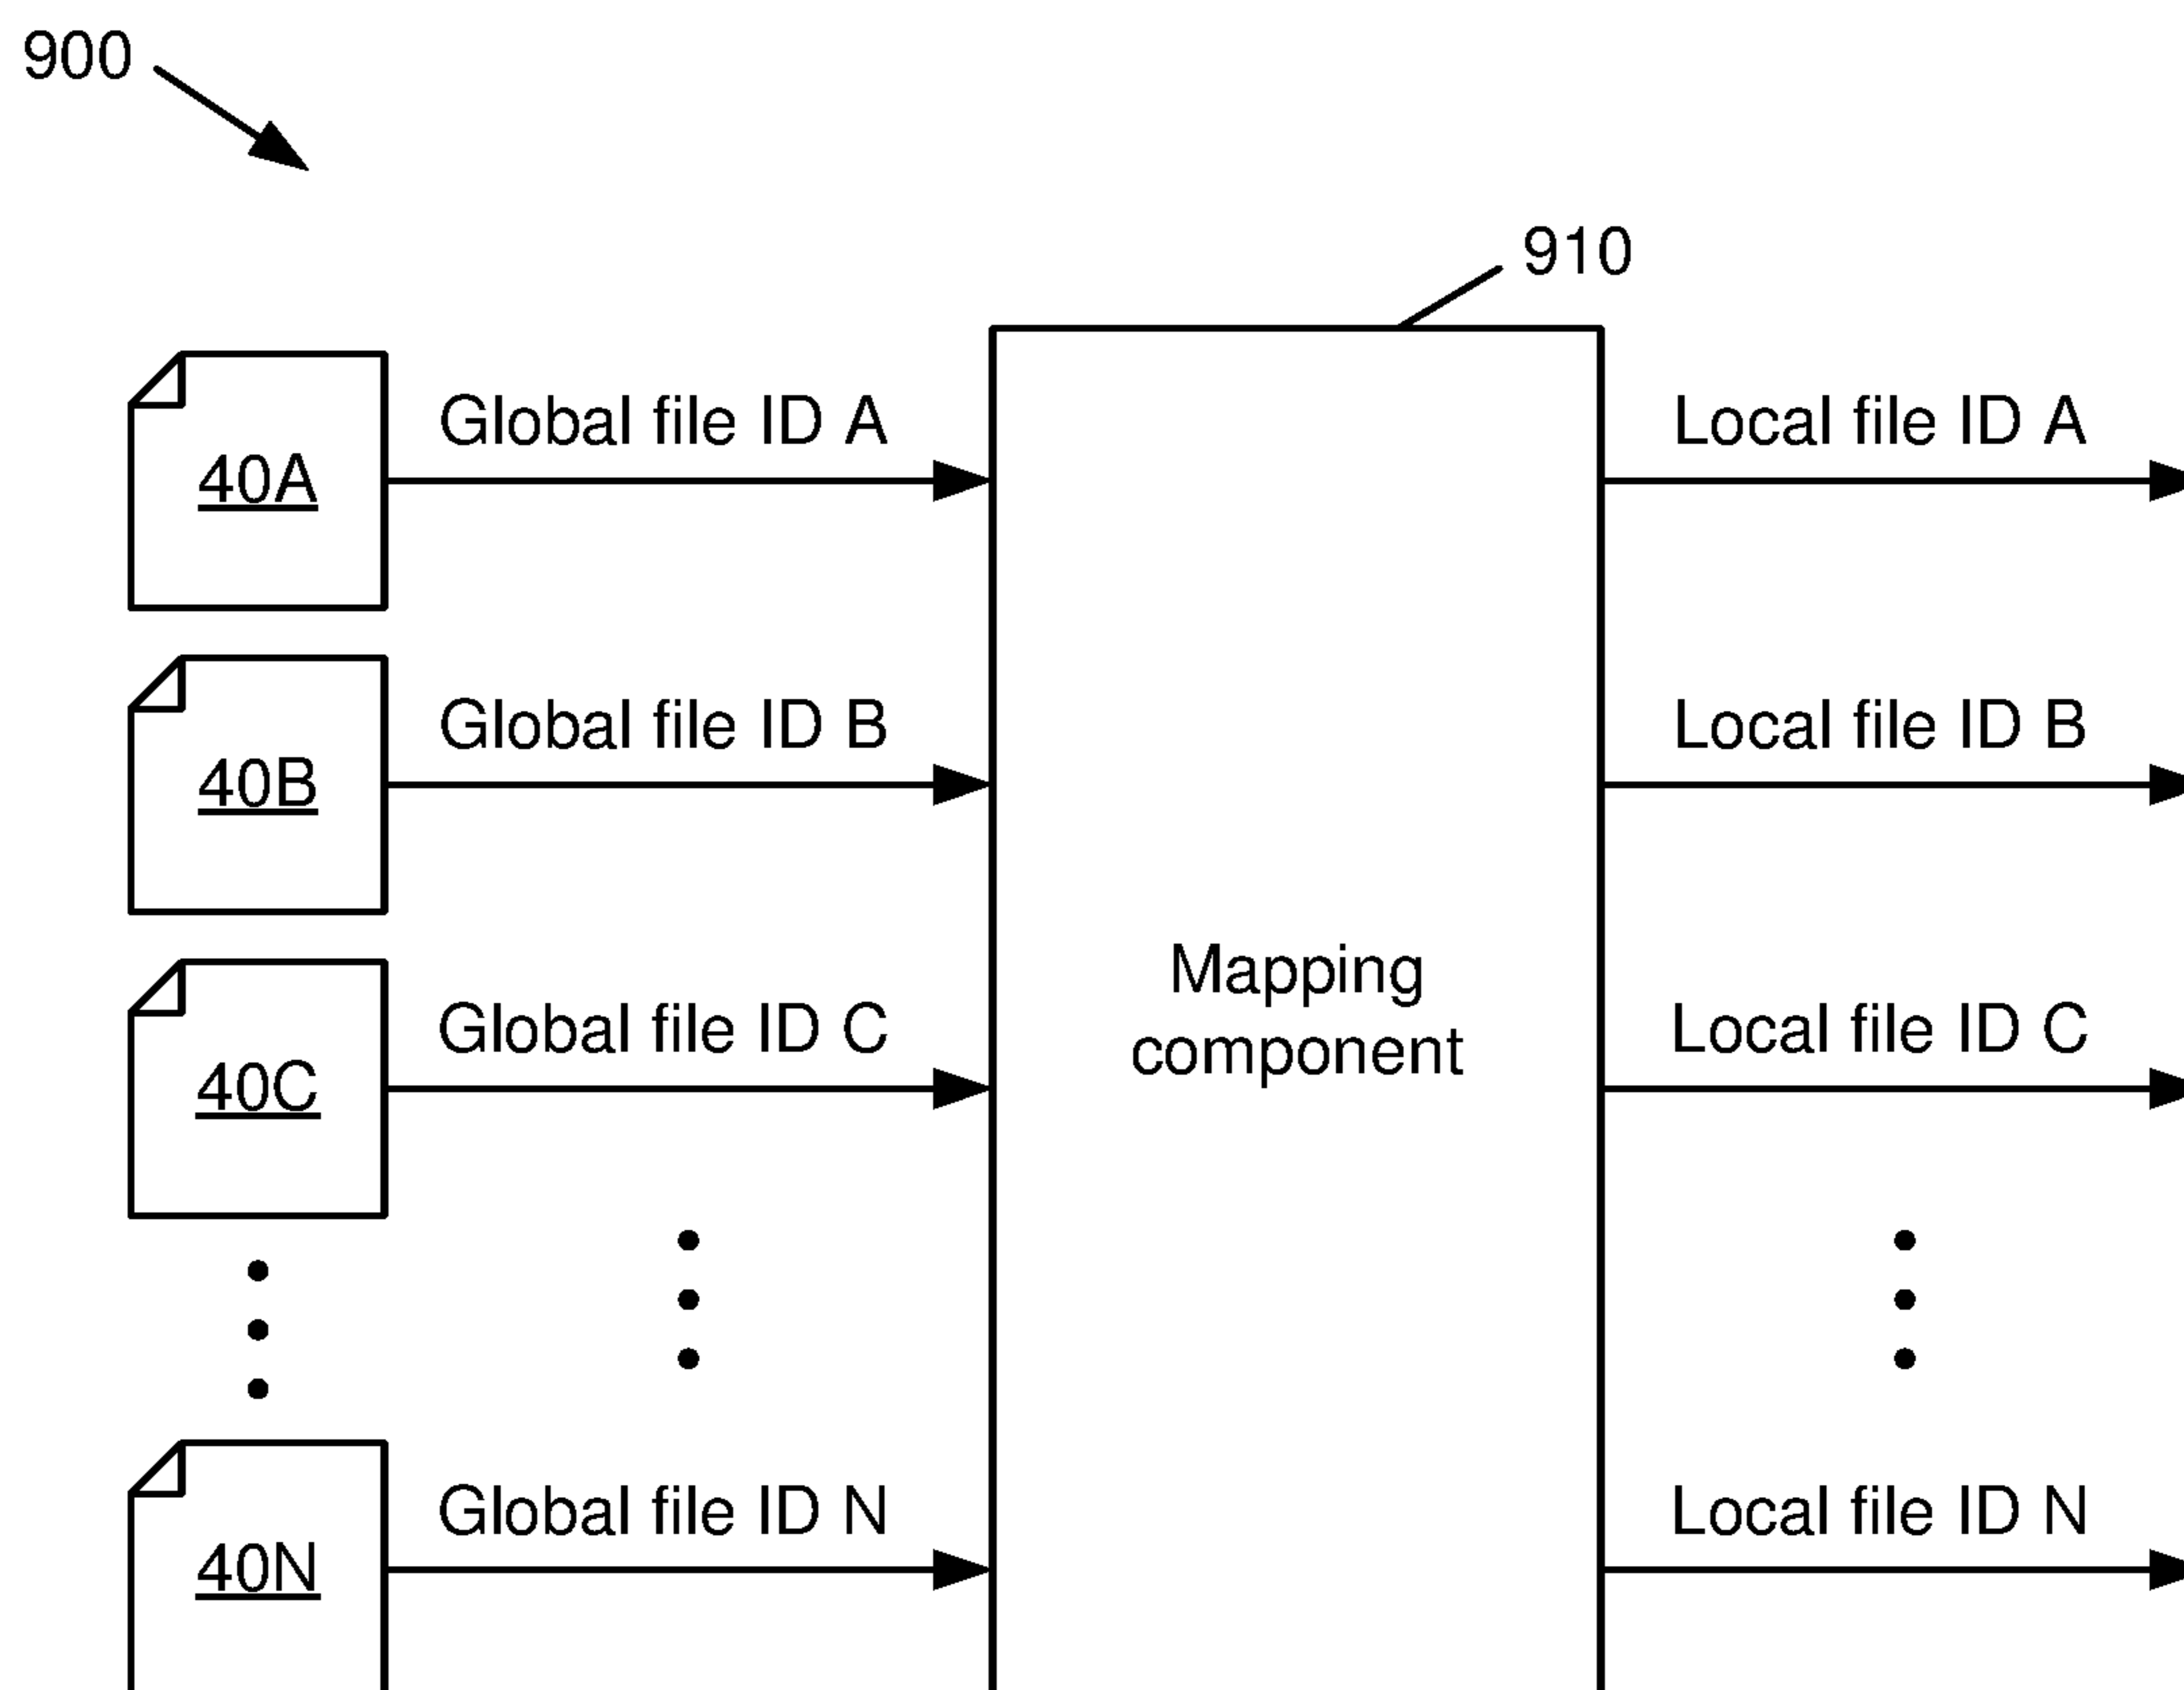 900
910
Global file ID A
Local file ID A
40A
Global file ID B
Local file ID B
40B
Mapping
component
Global file ID C
Local file ID C
40C
Global file ID N
Local file ID N
40N